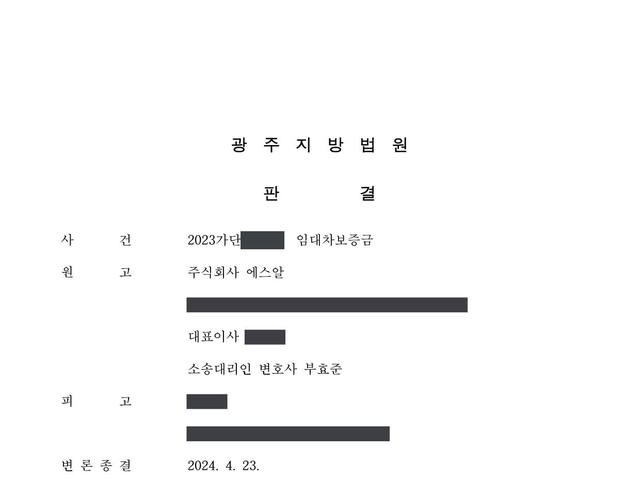 광 주 지 방 법 원
판 결
사 건 2023가단 임대차보증금
원 고 주식회사 에스알
대표이사
소송대리인 변호사 부효준
피 고
변 론 종 결 2024. 4. 23.